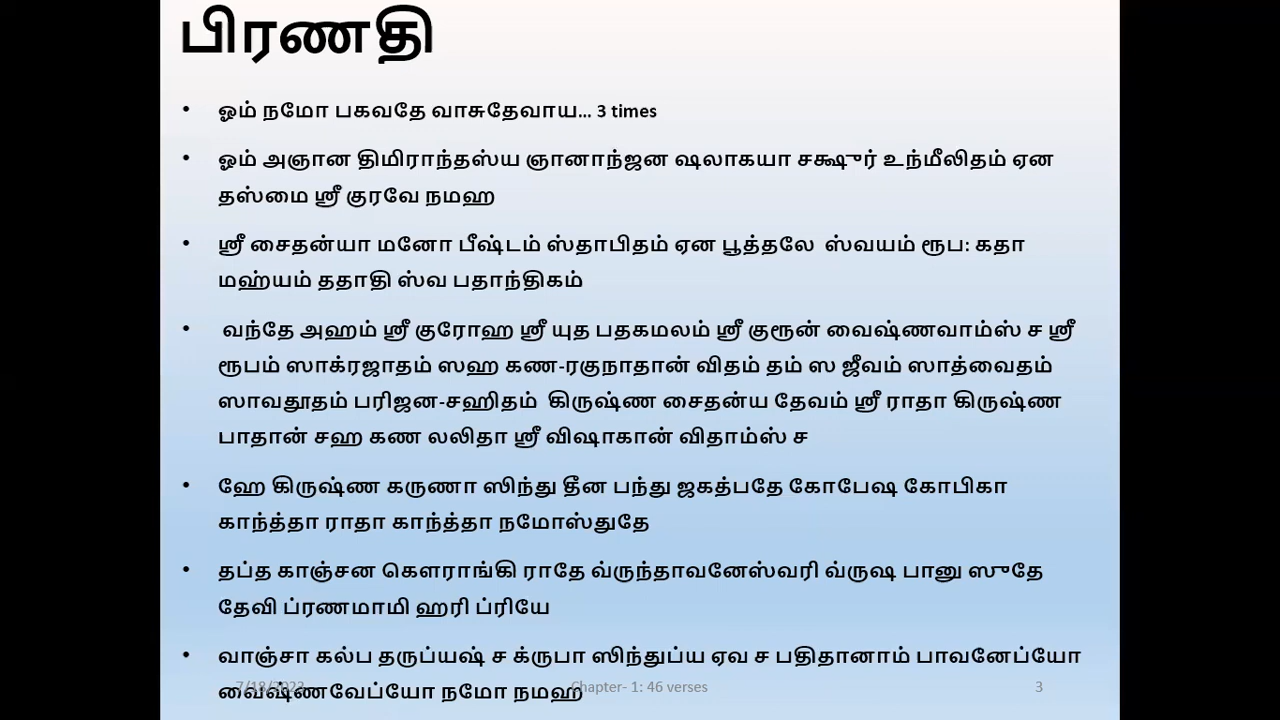 பிரணதி
• ஓம் நமோ பகவதே வாசுதேவாய... 3 times
• ஓம் அஞான திமிராந்தஸ்ய ஞானாந்ஜன ஷலாகயா சக்ஷுர் உந்மீலிதம் ஏன
தஸ்மை ஸ்ரீ குரவே நமஹ
• ஸ்ரீ சைதன்யா மனோ பீஷ்டம் ஸ்தாபிதம் ஏன பூத்தலே ஸ்வயம் ரூப: கதா
மஹ்யம் ததாதி ஸ்வ பதாந்திகம்
• வந்தே அஹம் ஸ்ரீ குரோஹ ஸ்ரீ யுத பதகமலம் ஸ்ரீ குரூன் வைஷ்ணவாம்ஸ் ச ஸ்ரீ
ரூபம் ஸாக்ரஜாதம் ஸஹ கண-ரகுநாதான் விதம் தம் ஸ ஜீவம் ஸாத்வைதம்
ஸாவதூதம் பரிஜன-சஹிதம் கிருஷ்ண சைதன்ய தேவம் ஸ்ரீ ராதா கிருஷ்ண
பாதான் சஹ கண லலிதா ஸ்ரீ விஷாகான் விதாம்ஸ் ச
• ஹே கிருஷ்ண கருணா ஸிந்து தீன பந்து ஜகத்பதே கோபேஷ கோபிகா
காந்த்தா ராதா காந்த்தா நமோஸ்துதே
• தப்த காஞ்சன கௌராங்கி ராதே வ்ருந்தாவனேஸ்வரி வ்ருஷ பானு ஸுதே
தேவி ப்ரணமாமி ஹரி ப்ரியே
• வாஞ்சா கல்ப தருப்யஷ் ச க்ருபா ஸிந்துப்ய ஏவ ச பதிதானாம் பாவனேப்யோ
வைஷ்ணவேப்யோ நமோ நமஹ
7/18/2023 Chapter- 1: 46 verses 3